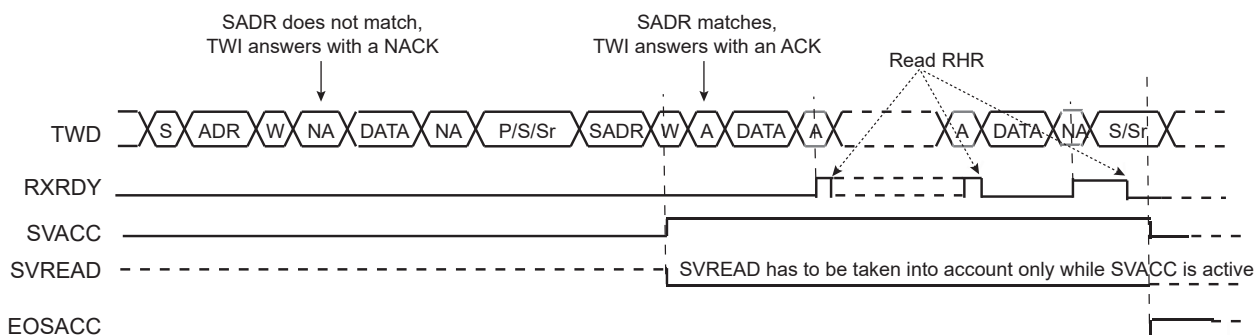 SADR does not match,
TWI answers with a NACK
SADR matches,
TWI answers with an ACK
Read RHR
TWD S ADR W NA DATA NA P/S/Sr SADR W A DATA A A DATA NA S/Sr
RXRDY
SVACC
SVREAD SVREAD has to be taken into account only while SVACC is active
EOSACC